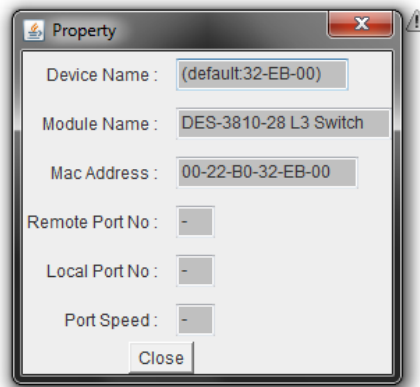 Property
Device Name : (default:32-EB-00)
Module Name : DES-3810-28 L3 Switch
Mac Address : 00-22-B0-32-EB-00
Remote Port No : -
Local Port No : -
Port Speed : -
Close